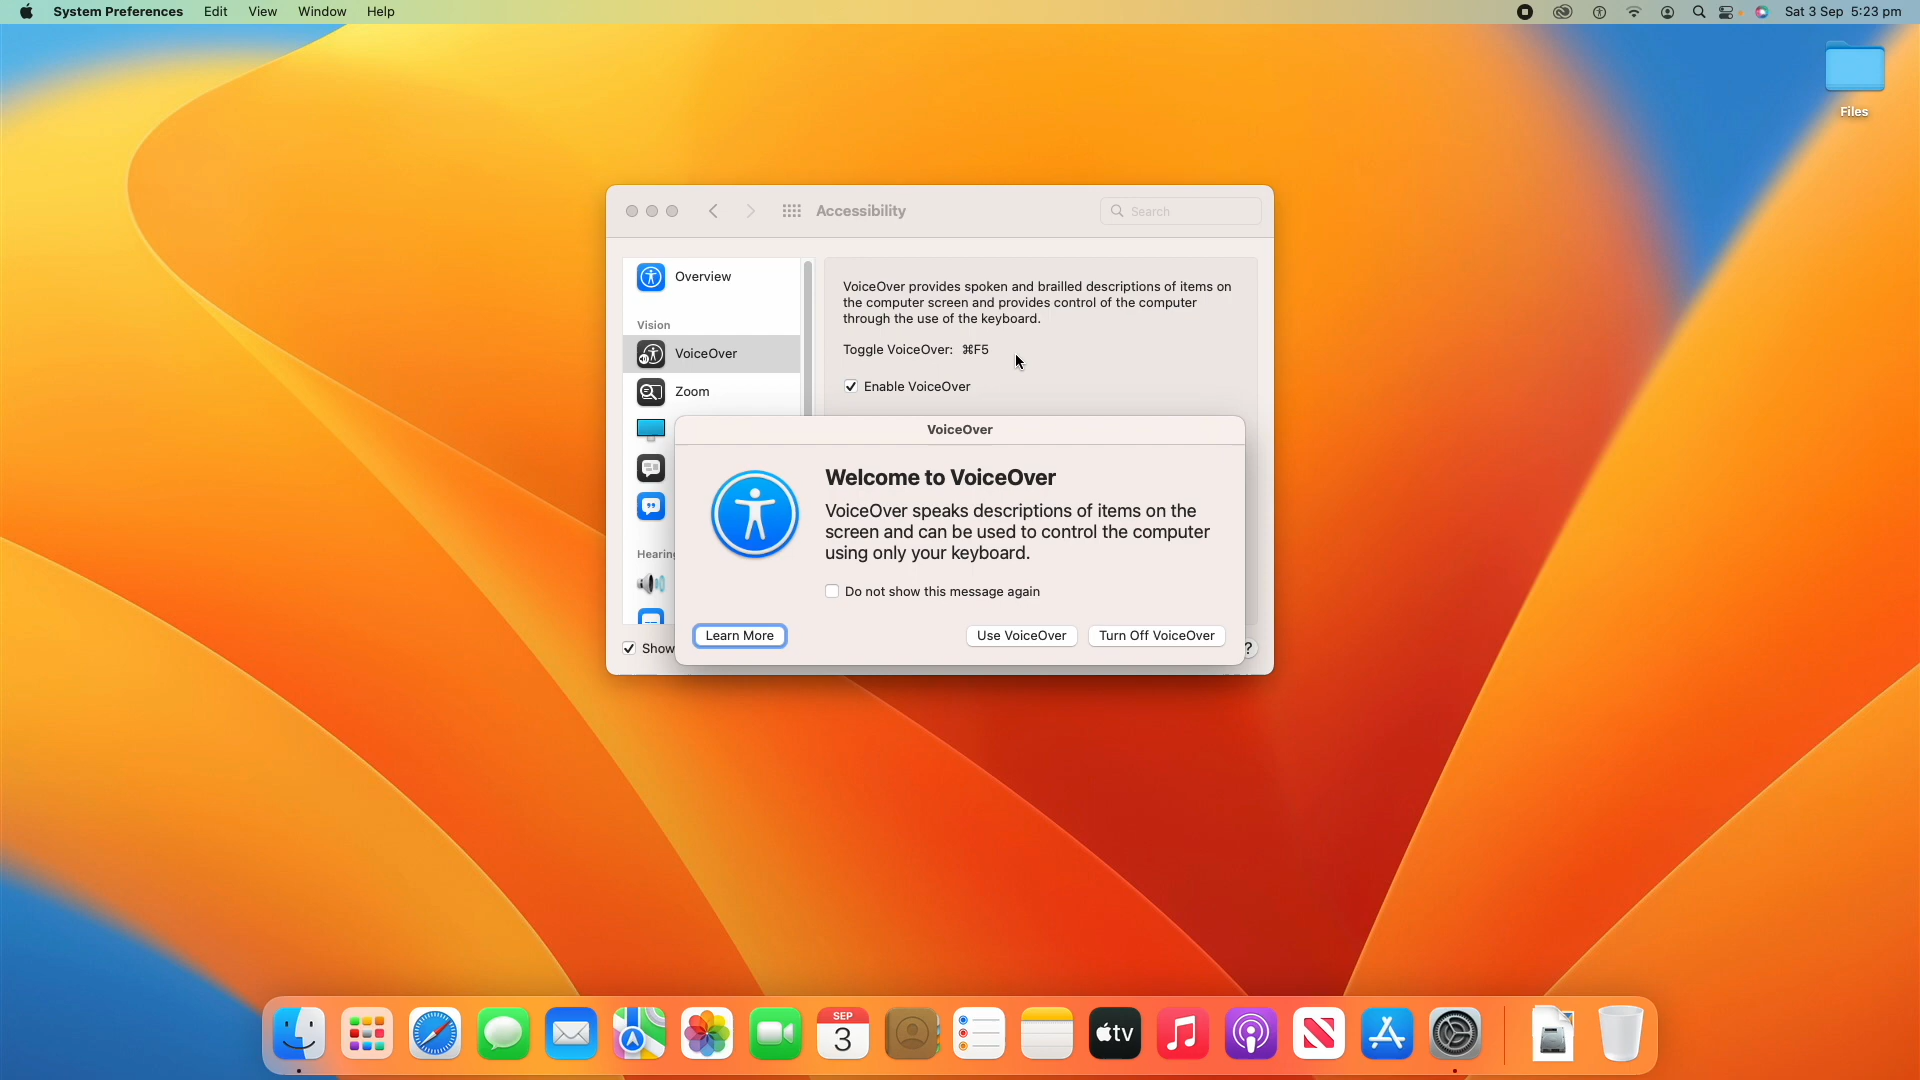 System Preferences Edit View Window Help
Sat 3 Sep 5:23 pm
Files
Accessibility
Search
Overview
Vision
VoiceOver
Zoom
Hearing
VoiceOver provides spoken and brailled descriptions of items on
the computer screen and provides control of the computer
through the use of the keyboard.
Toggle VoiceOver: ⌘F5
Enable VoiceOver
VoiceOver
Welcome to VoiceOver
VoiceOver speaks descriptions of items on the
screen and can be used to control the computer
using only your keyboard.
Do not show this message again
Learn More
Use VoiceOver
Turn Off VoiceOver
Show
?
SEP
3
tv